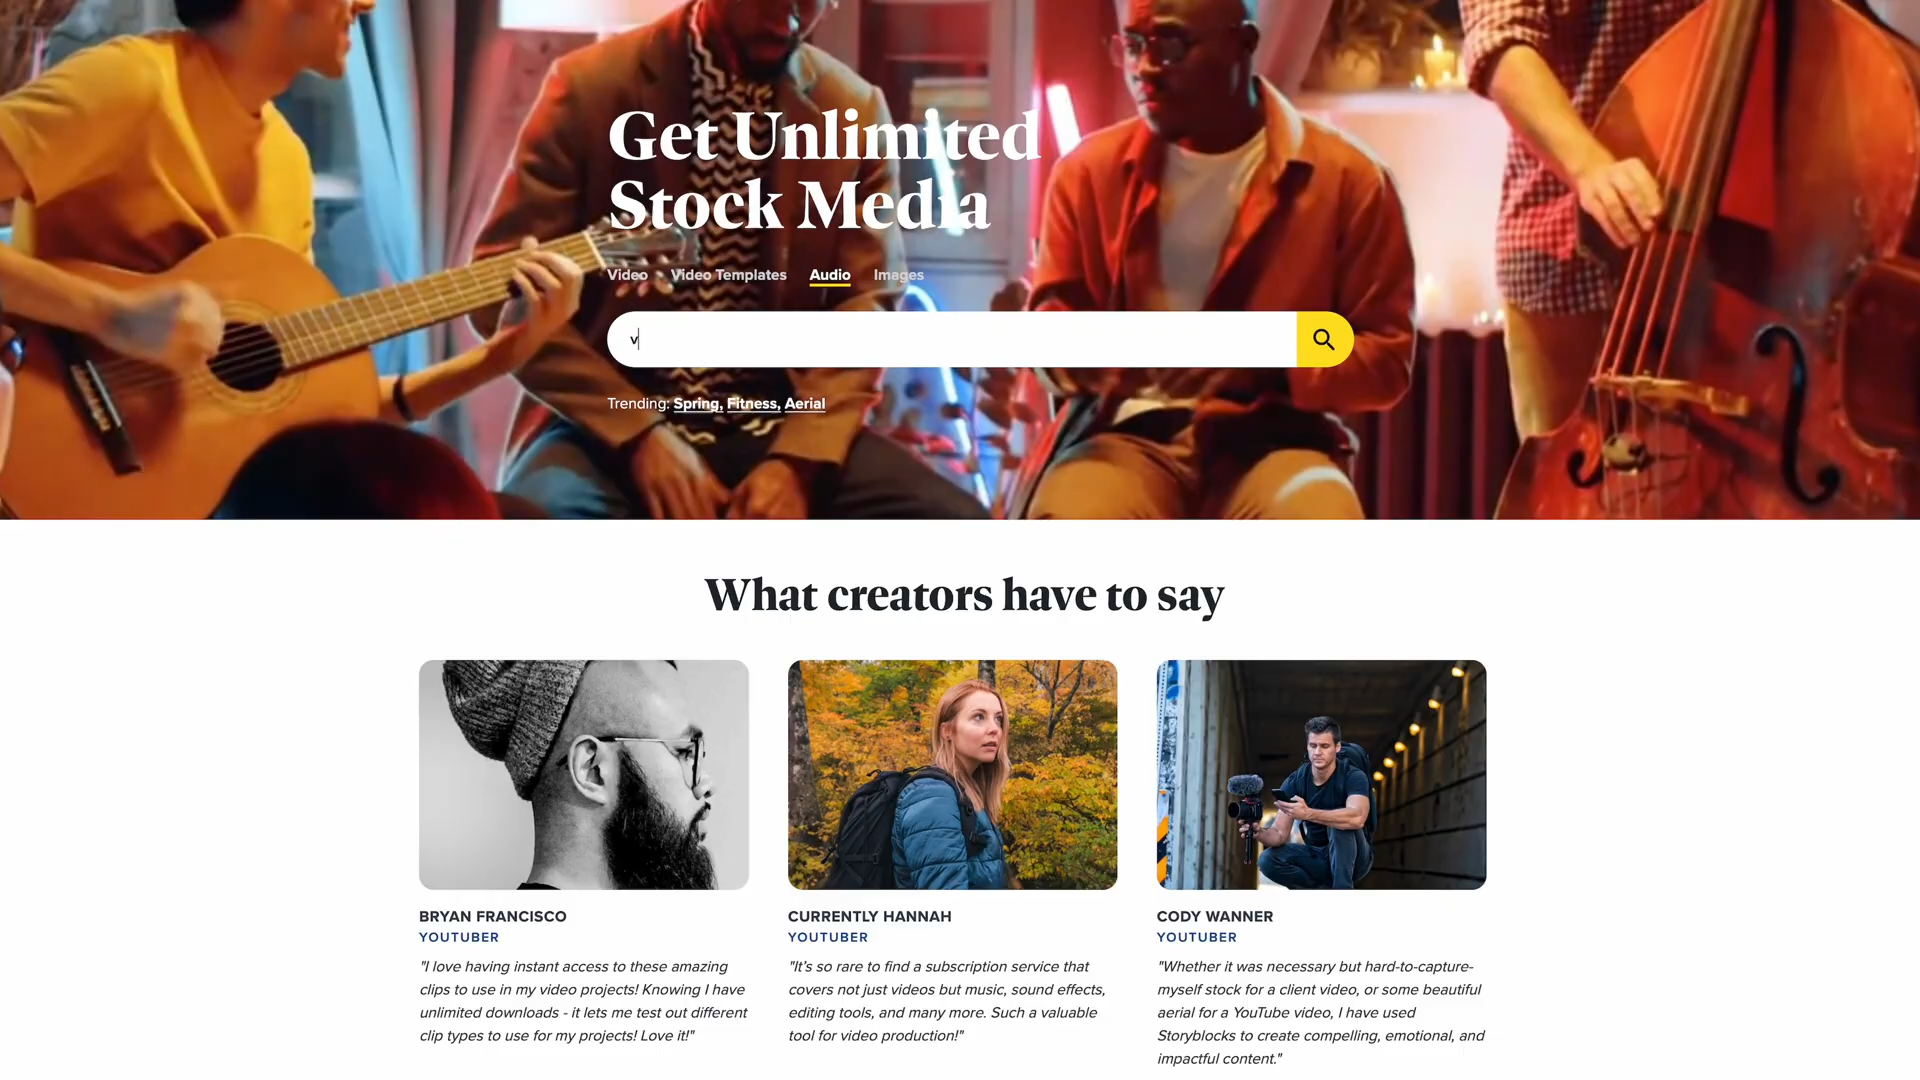 Get Unlimited
Stock Media
Video Video Templates Audio Images
v
Trending: Spring, Fitness, Aerial
What creators have to say
BRYAN FRANCISCO
YOUTUBER
"I love having instant access to these amazing
clips to use in my video projects! Knowing I have
unlimited downloads - it lets me test out different
clip types to use for my projects! Love it!"
CURRENTLY HANNAH
YOUTUBER
"It's so rare to find a subscription service that
covers not just videos but music, sound effects,
editing tools, and many more. Such a valuable
tool for video production!"
CODY WANNER
YOUTUBER
"Whether it was necessary but hard-to-capture-
myself stock for a client video, or some beautiful
aerial for a YouTube video, I have used
Storyblocks to create compelling, emotional, and
impactful content."